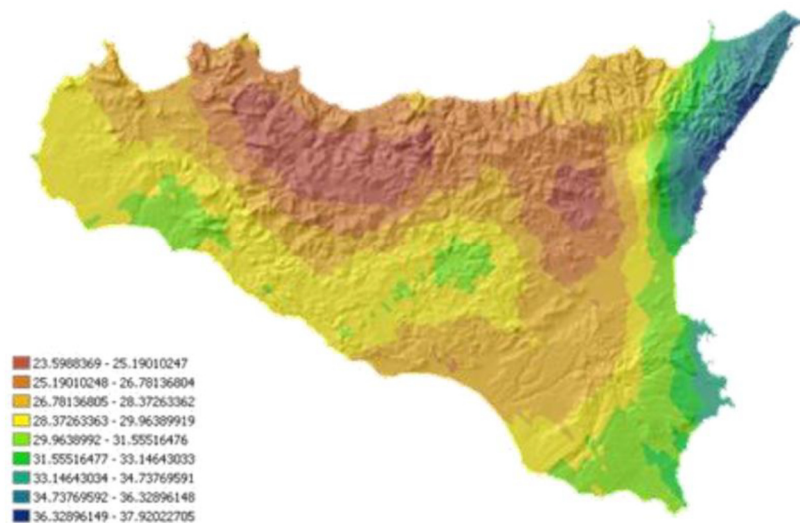 23.5988369 - 25.19010247
25.19010248 - 26.78136804
26.78136805 - 28.37263362
28.37263363 - 29.96389919
29.9638992 - 31.55516476
31.55516477 - 33.14643033
33.14643034 - 34.73769591
34.73769592 - 36.32896148
36.32896149 - 37.92022705